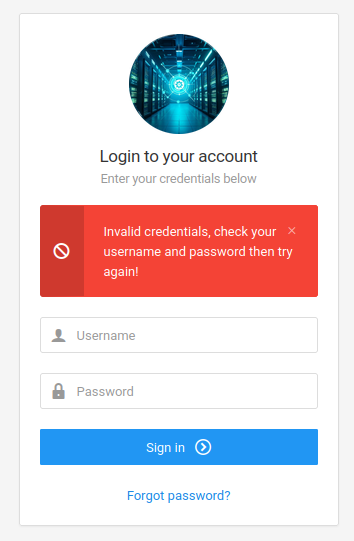 Login to your account
Enter your credentials below
Invalid credentials, check your
username and password then try
again!
Username
Password
Sign in
Forgot password?